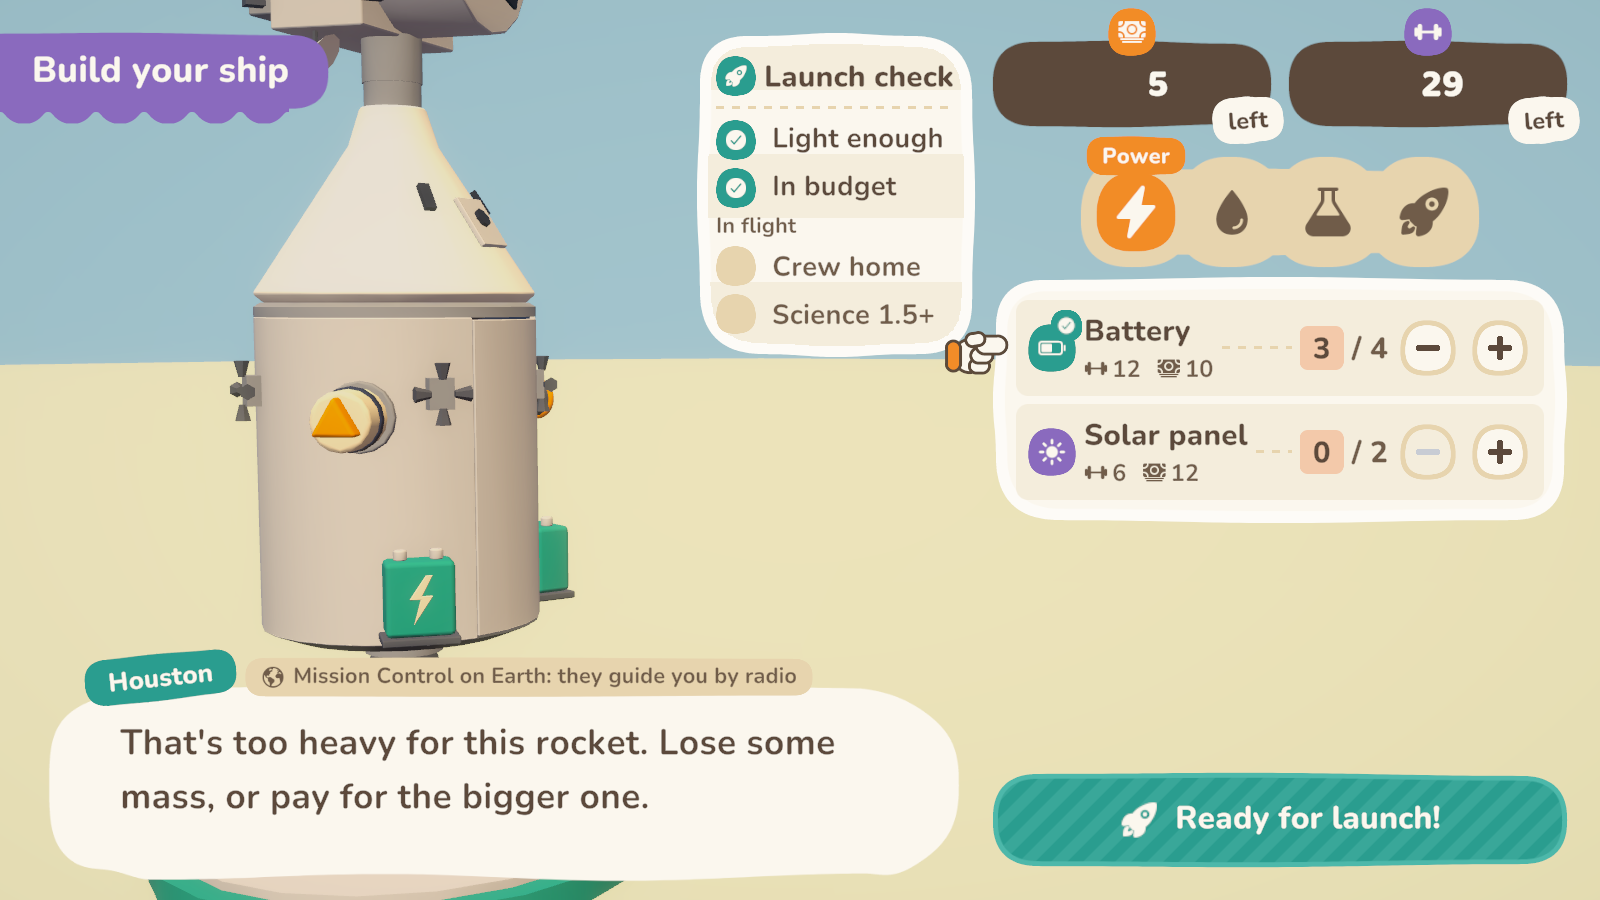 Build your ship
Launch check
Light enough
In budget
In flight
Crew home
Science 1.5+
5
left
29
left
Power
Battery
12 10
3 / 4
Solar panel
6 12
0 / 2
Houston
Mission Control on Earth: they guide you by radio
That's too heavy for this rocket. Lose some
mass, or pay for the bigger one.
Ready for launch!